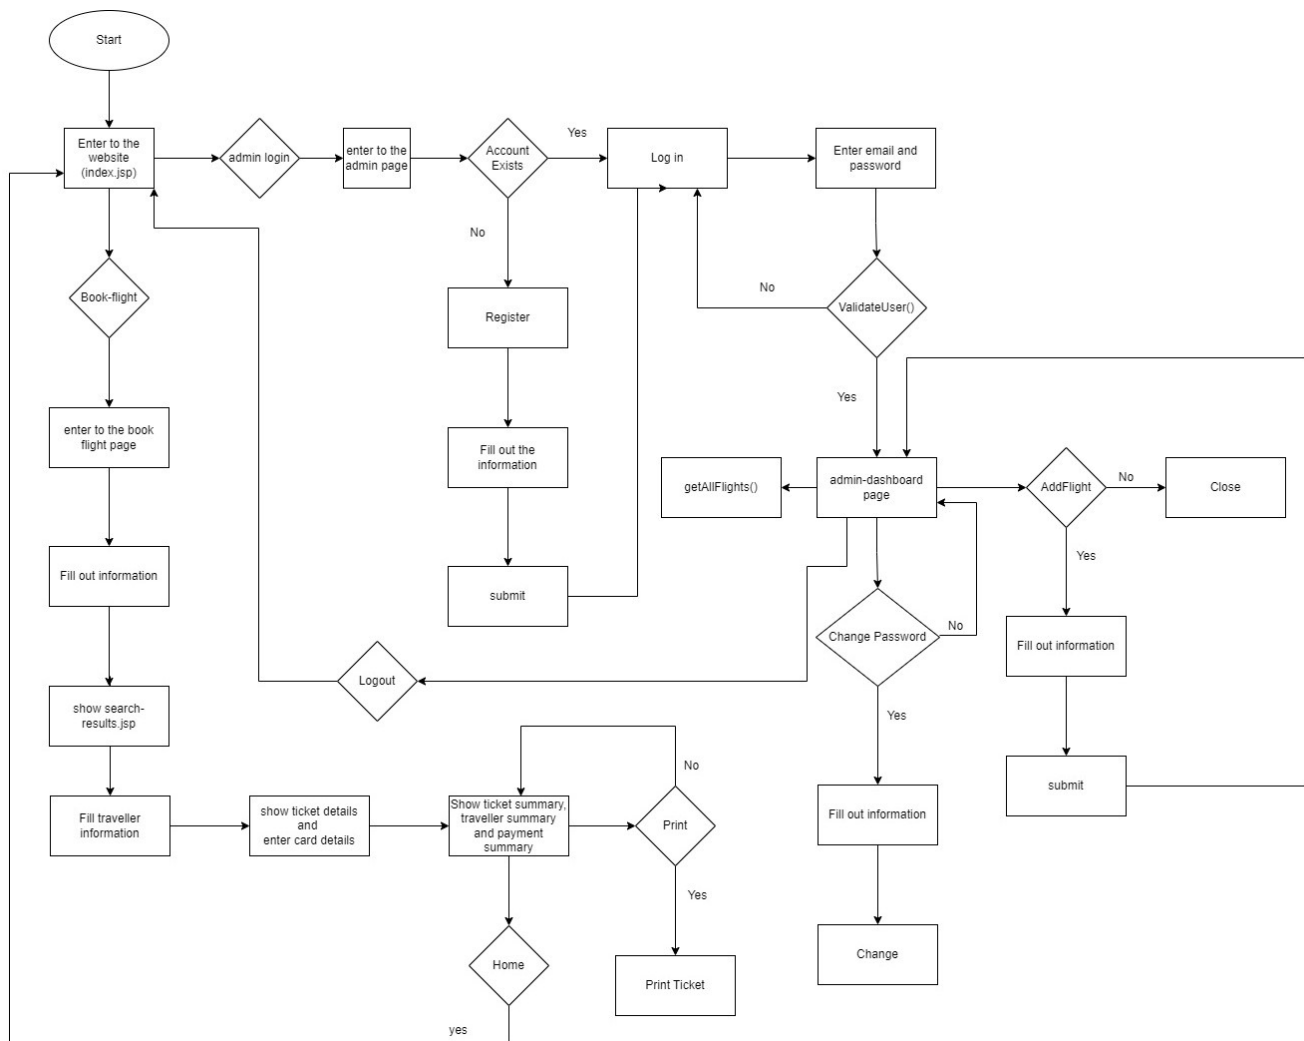 Start
Enter to the
website
(index.jsp)
admin login
enter to the
admin page
Account
Exists
Yes
Log in
Enter email and
password
No
Book-flight
No
ValidateUser()
Register
Yes
enter to the book
flight page
Fill out the
information
getAllFlights()
admin-dashboard
page
AddFlight
No
Close
Yes
Fill out information
submit
Change Password
No
Fill out information
Logout
show search-
results.jsp
Yes
No
submit
Fill traveller
information
show ticket details
and
enter card details
Show ticket summary,
traveller summary
and payment
summary
Print
Fill out information
Yes
Home
Print Ticket
Change
yes